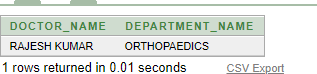 DOCTOR_NAME DEPARTMENT_NAME
RAJESH KUMAR ORTHOPAEDICS
1 rows returned in 0.01 seconds CSV Export